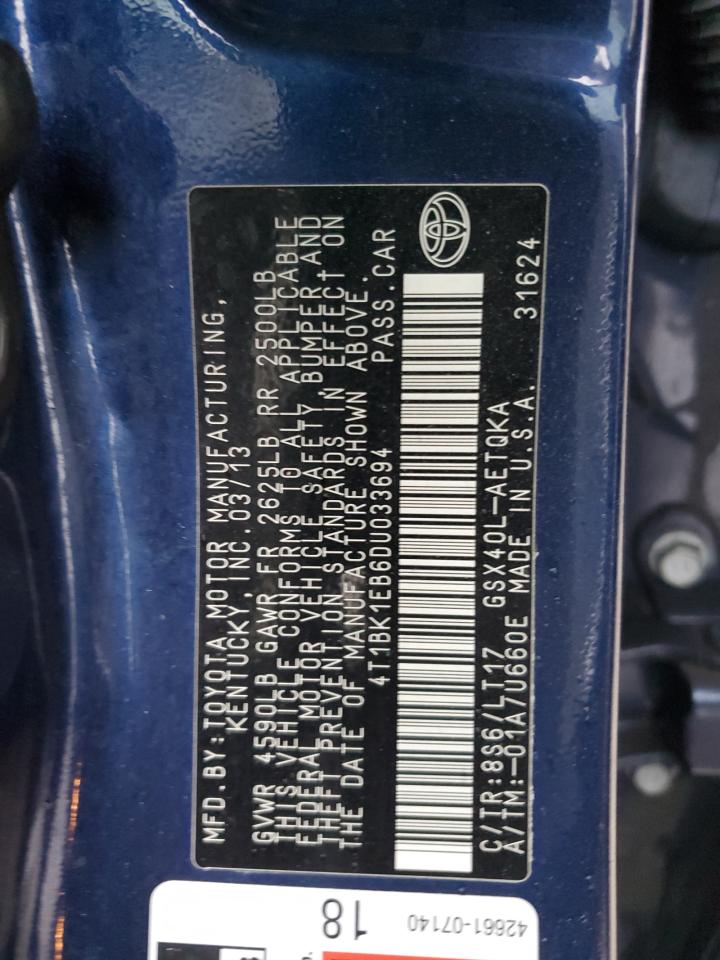 MFD.BY:TOYOTA MOTOR MANUFACTURING,
KENTUCKY,INC.03/13
GVWR 4590LB GAWR FR 2625LB RR 2500LB
THIS VEHICLE CONFORMS TO ALL APPLICABLE
FEDERAL MOTOR VEHICLE SAFETY BUMPER,AND
THEFT PREVENTION STANDARDS IN EFFECT ON
THE DATE OF MANUFACTURE SHOWN ABOVE.
4T1BK1EB6DU033694 PASS.CAR
C/TR:8S6/LT17 GSX40L-AETQKA
A/TM:-01A/U660E MADE IN U.S.A. 31624
42661-07140
18